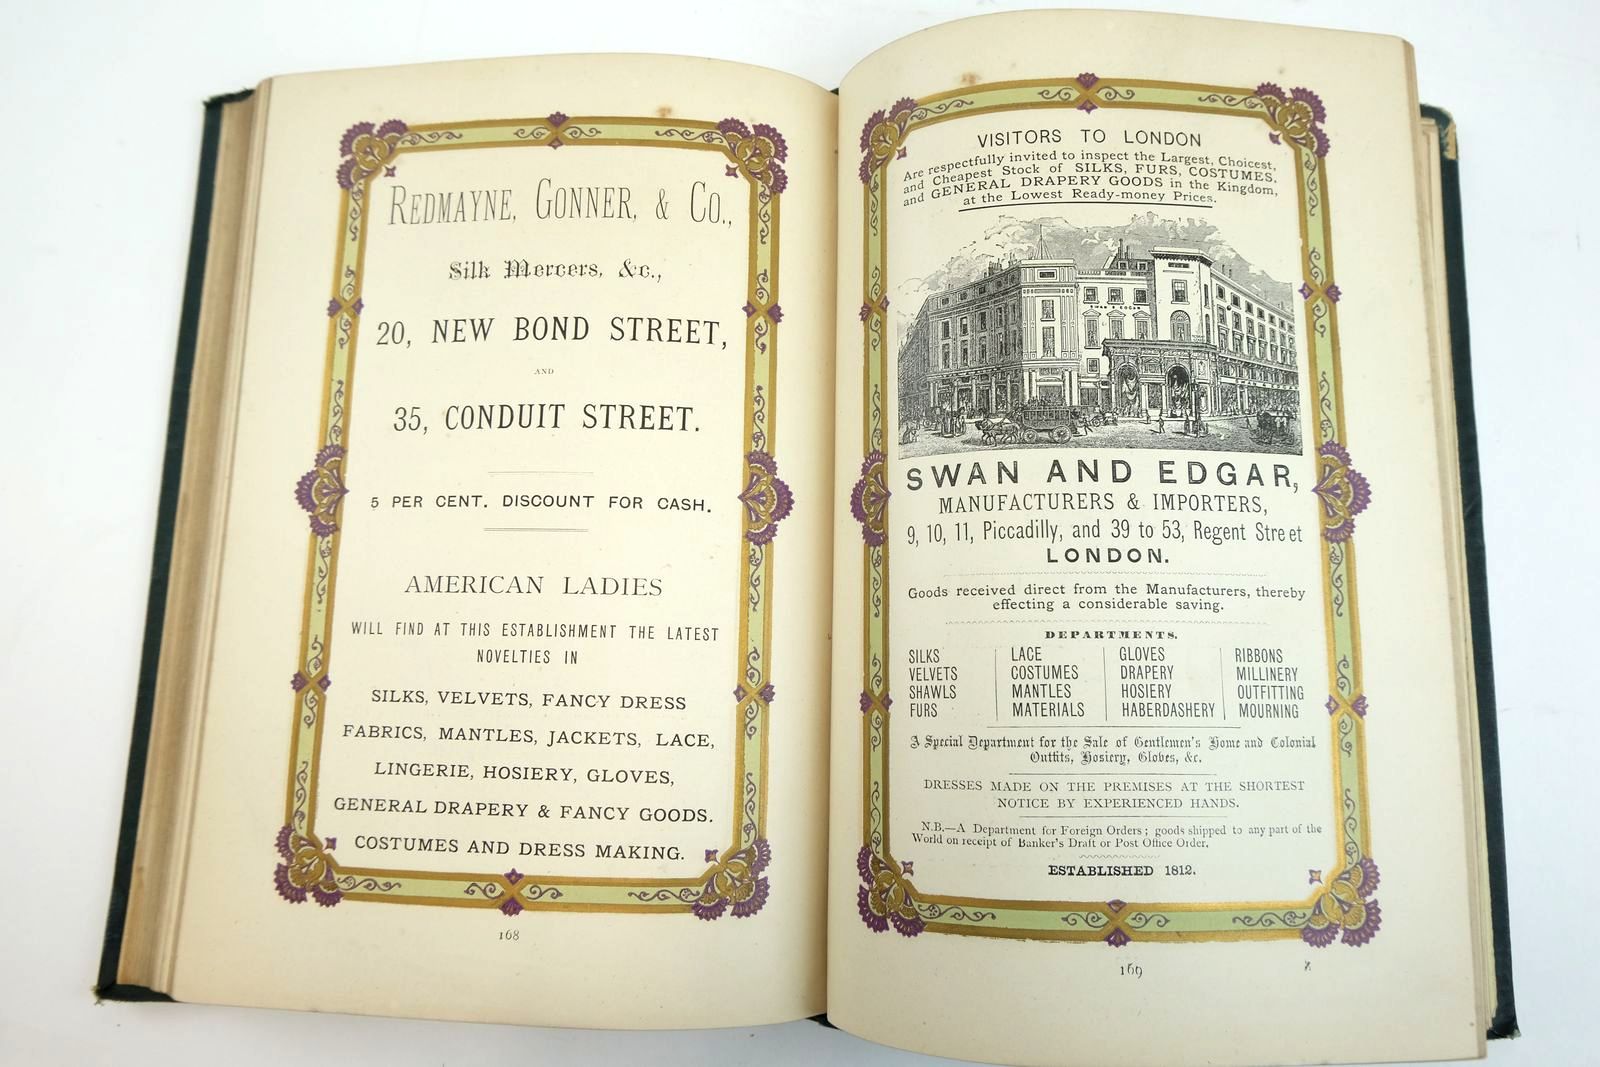 REDMAYNE, GONNER, & CO.,
Silk Mercers, &c.,
20, NEW BOND STREET,
AND
35, CONDUIT STREET.
5 PER CENT. DISCOUNT FOR CASH.
AMERICAN LADIES
WILL FIND AT THIS ESTABLISHMENT THE LATEST
NOVELTIES IN
SILKS, VELVETS, FANCY DRESS
FABRICS, MANTLES, JACKETS, LACE,
LINGERIE, HOSIERY, GLOVES,
GENERAL DRAPERY & FANCY GOODS.
COSTUMES AND DRESS MAKING.
168
VISITORS TO LONDON
Are respectfully invited to inspect the Largest, Choicest,
and Cheapest Stock of SILKS, FURS, COSTUMES,
and GENERAL DRAPERY GOODS in the Kingdom,
at the Lowest Ready-money Prices.
SWAN & EDGAR
SWAN AND EDGAR,
MANUFACTURERS & IMPORTERS,
9, 10, 11, Piccadilly, and 39 to 53, Regent Street
LONDON.
Goods received direct from the Manufacturers, thereby
effecting a considerable saving.
DEPARTMENTS.
SILKS LACE GLOVES RIBBONS
VELVETS COSTUMES DRAPERY MILLINERY
SHAWLS MANTLES HOSIERY OUTFITTING
FURS MATERIALS HABERDASHERY MOURNING
A Special Department for the Sale of Gentlemen's Home and Colonial
Outfits, Hosiery, Gloves, &c.
DRESSES MADE ON THE PREMISES AT THE SHORTEST
NOTICE BY EXPERIENCED HANDS.
N.B.—A Department for Foreign Orders; goods shipped to any part of the
World on receipt of Banker's Draft or Post Office Order.
ESTABLISHED 1812.
169